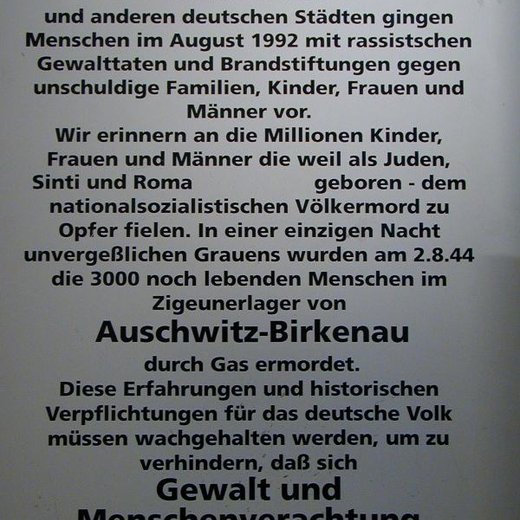 und anderen deutschen Städten gingen
Menschen im August 1992 mit rassistschen
Gewalttaten und Brandstiftungen gegen
unschuldige Familien, Kinder, Frauen und
Männer vor.
Wir erinnern an die Millionen Kinder,
Frauen und Männer die weil als Juden,
Sinti und Roma geboren - dem
nationalsozialistischen Völkermord zu
Opfer fielen. In einer einzigen Nacht
unvergeßlichen Grauens wurden am 2.8.44
die 3000 noch lebenden Menschen im
Zigeunerlager von
Auschwitz-Birkenau
durch Gas ermordet.
Diese Erfahrungen und historischen
Verpflichtungen für das deutsche Volk
müssen wachgehalten werden, um zu
verhindern, daß sich
Gewalt und
Menschenverachtung